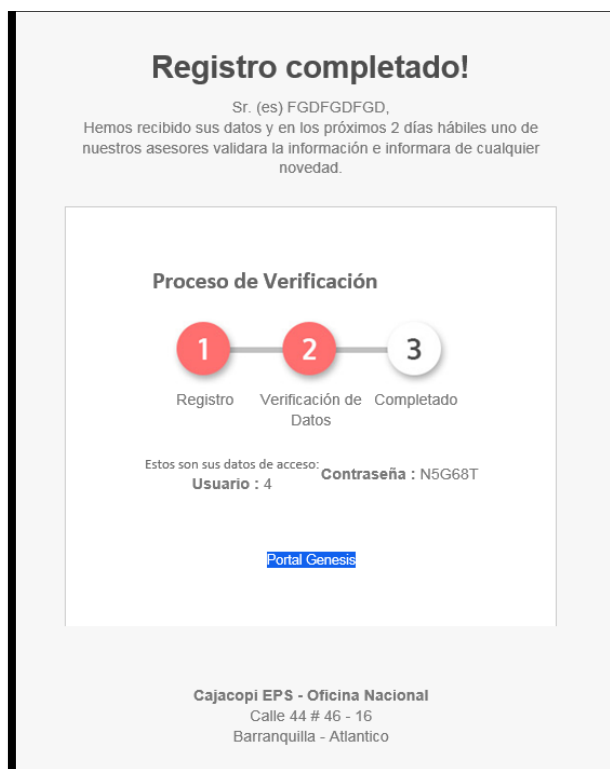 Registro completado!
Sr. (es) FGDFGDFGD,
Hemos recibido sus datos y en los próximos 2 días hábiles uno de
nuestros asesores validara la información e informara de cualquier
novedad.
Proceso de Verificación
1 2 3
Registro Verificación de Completado
Datos
Estos son sus datos de acceso:
Usuario : 4
Contraseña : N5G68T
Portal Genesis
Cajacopi EPS - Oficina Nacional
Calle 44 # 46 - 16
Barranquilla - Atlantico